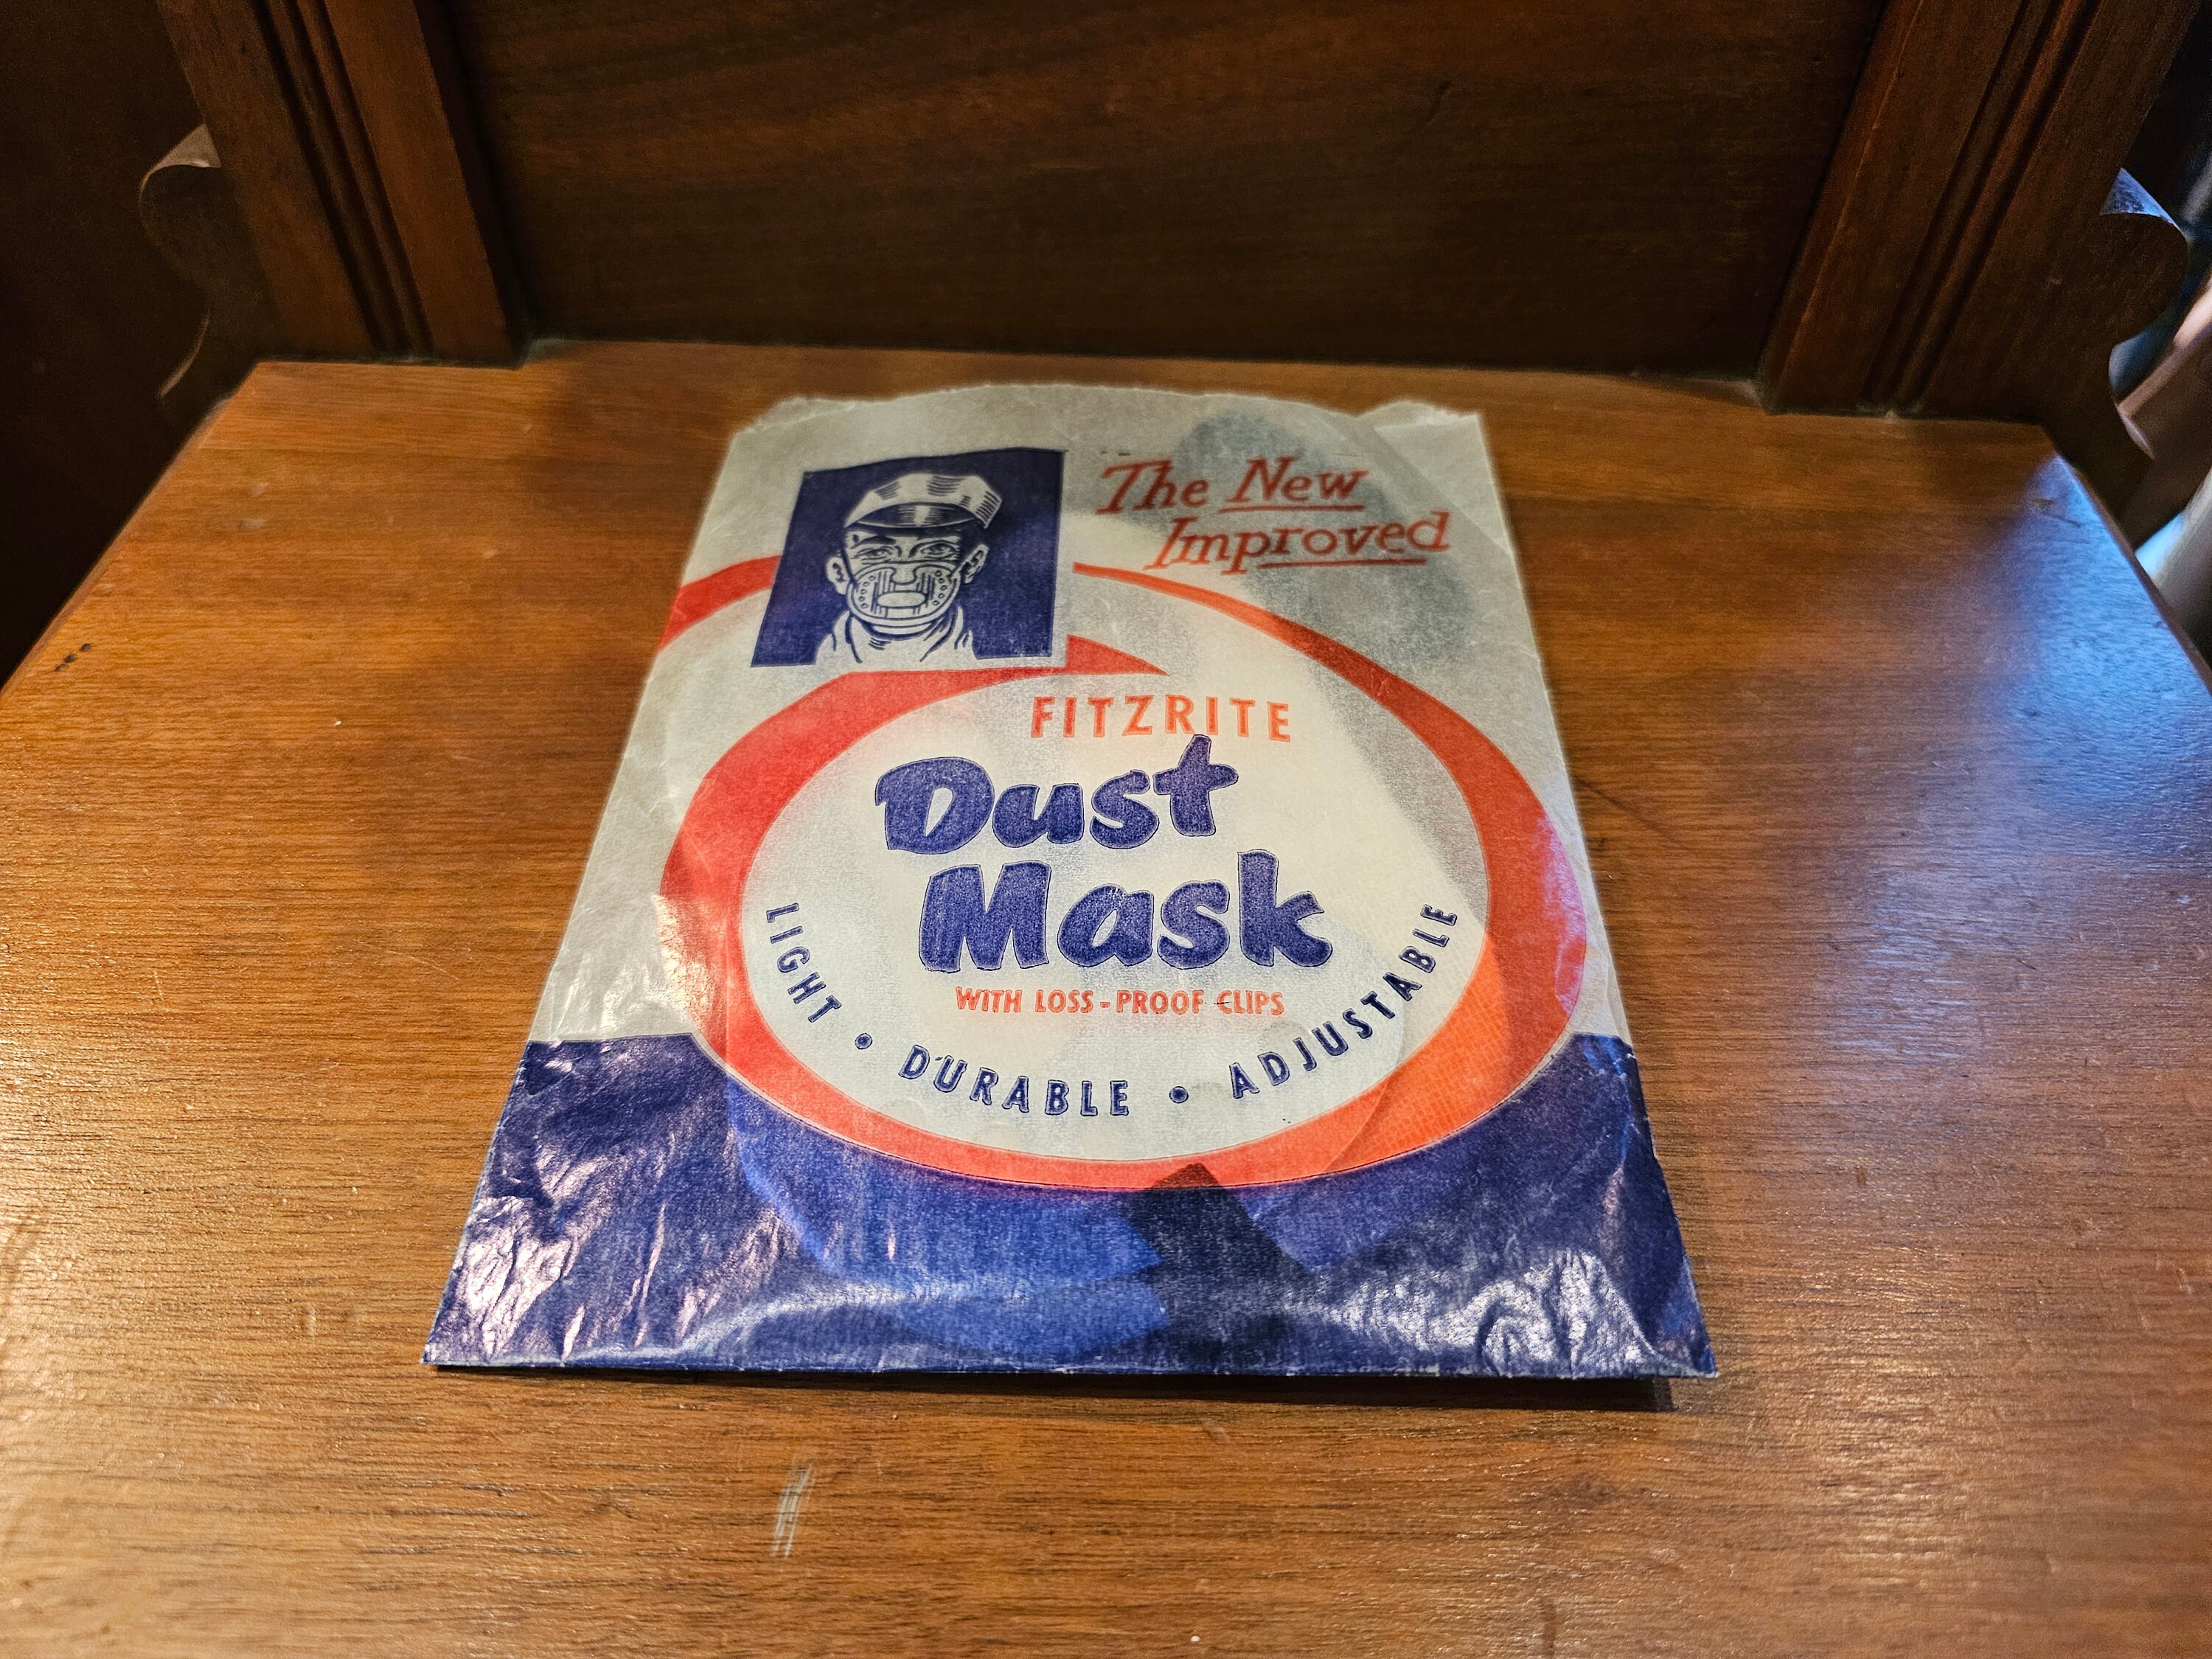 The New
Improved
FITZRITE
Dust
Mask
WITH LOSS-PROOF CLIPS
LIGHT • DURABLE • ADJUSTABLE